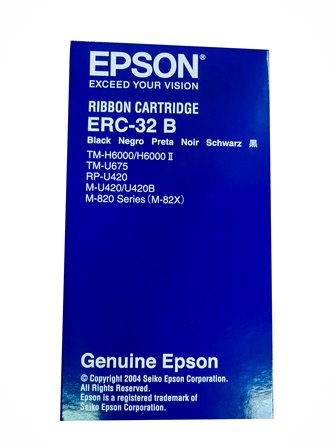 EPSON®
EXCEED YOUR VISION
RIBBON CARTRIDGE
ERC-32 B
Black Negro Preta Noir Schwarz 黒
TM-H6000/H6000Ⅱ
TM-U675
RP-U420
M-U420/U420B
M-820 Series (M-82X)
Genuine Epson
© Copyright 2004 Seiko Epson Corporation.
All Rights Reserved.
Epson is a registered trademark of
Seiko Epson Corporation.